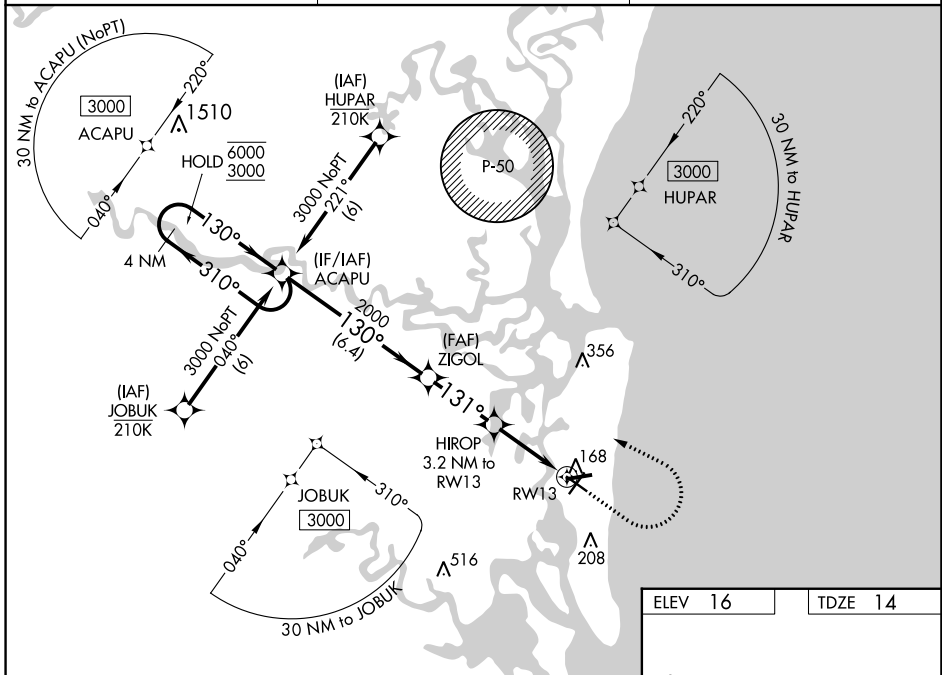 30 NM to ACAPU (NoPT)
220°
3000
ACAPU
1510
040°
HOLD
6000
3000
4 NM
130°
310°
(IAF)
HUPAR
210K
3000 NoPT
221°
(6)
P-50
220°
3000
HUPAR
310°
30 NM to HUPAR
(IF/IAF)
ACAPU
3000 NoPT
040°
(6)
(IAF)
JOBUK
210K
2000
130°
(6.4)
(FAF)
ZIGOL
131°
356
HIROP
3.2 NM to
RW13
168
RW13
208
516
JOBUK
3000
310°
040°
30 NM to JOBUK
ELEV 16
TDZE 14